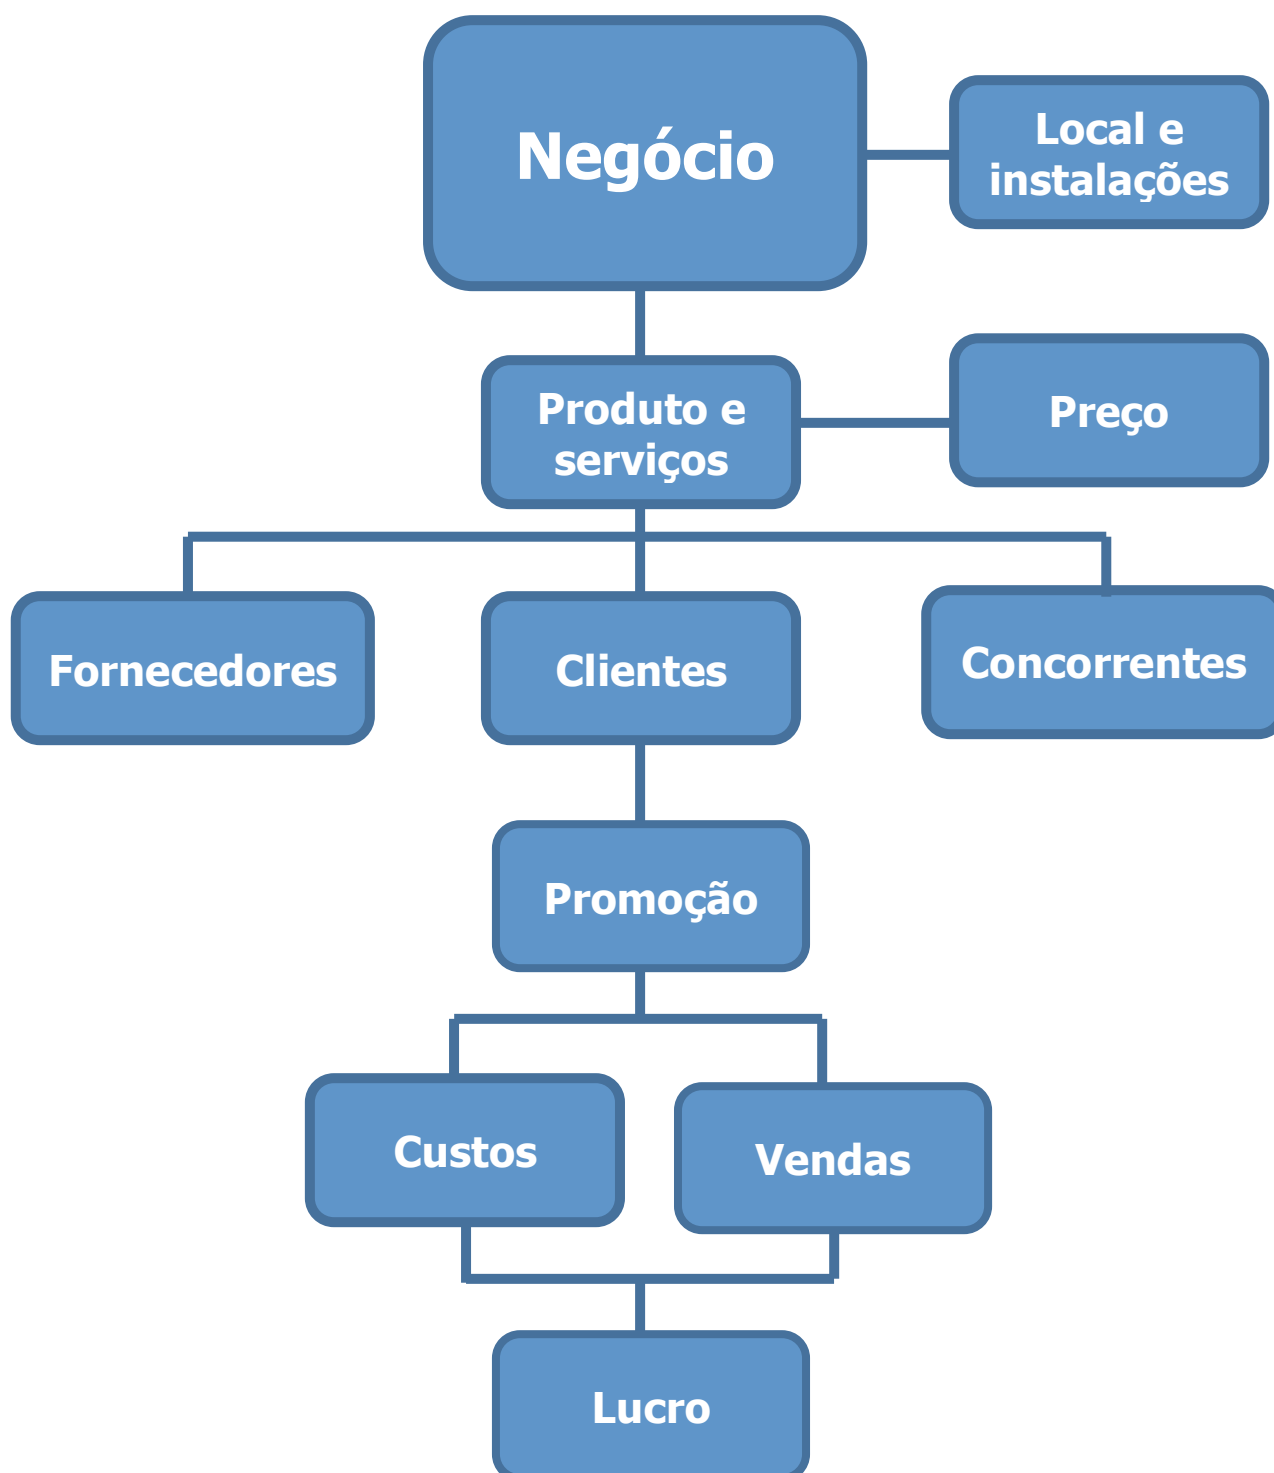 Negócio
Local e
instalações
Produto e
serviços
Preço
Fornecedores
Clientes
Concorrentes
Promoção
Custos
Vendas
Lucro